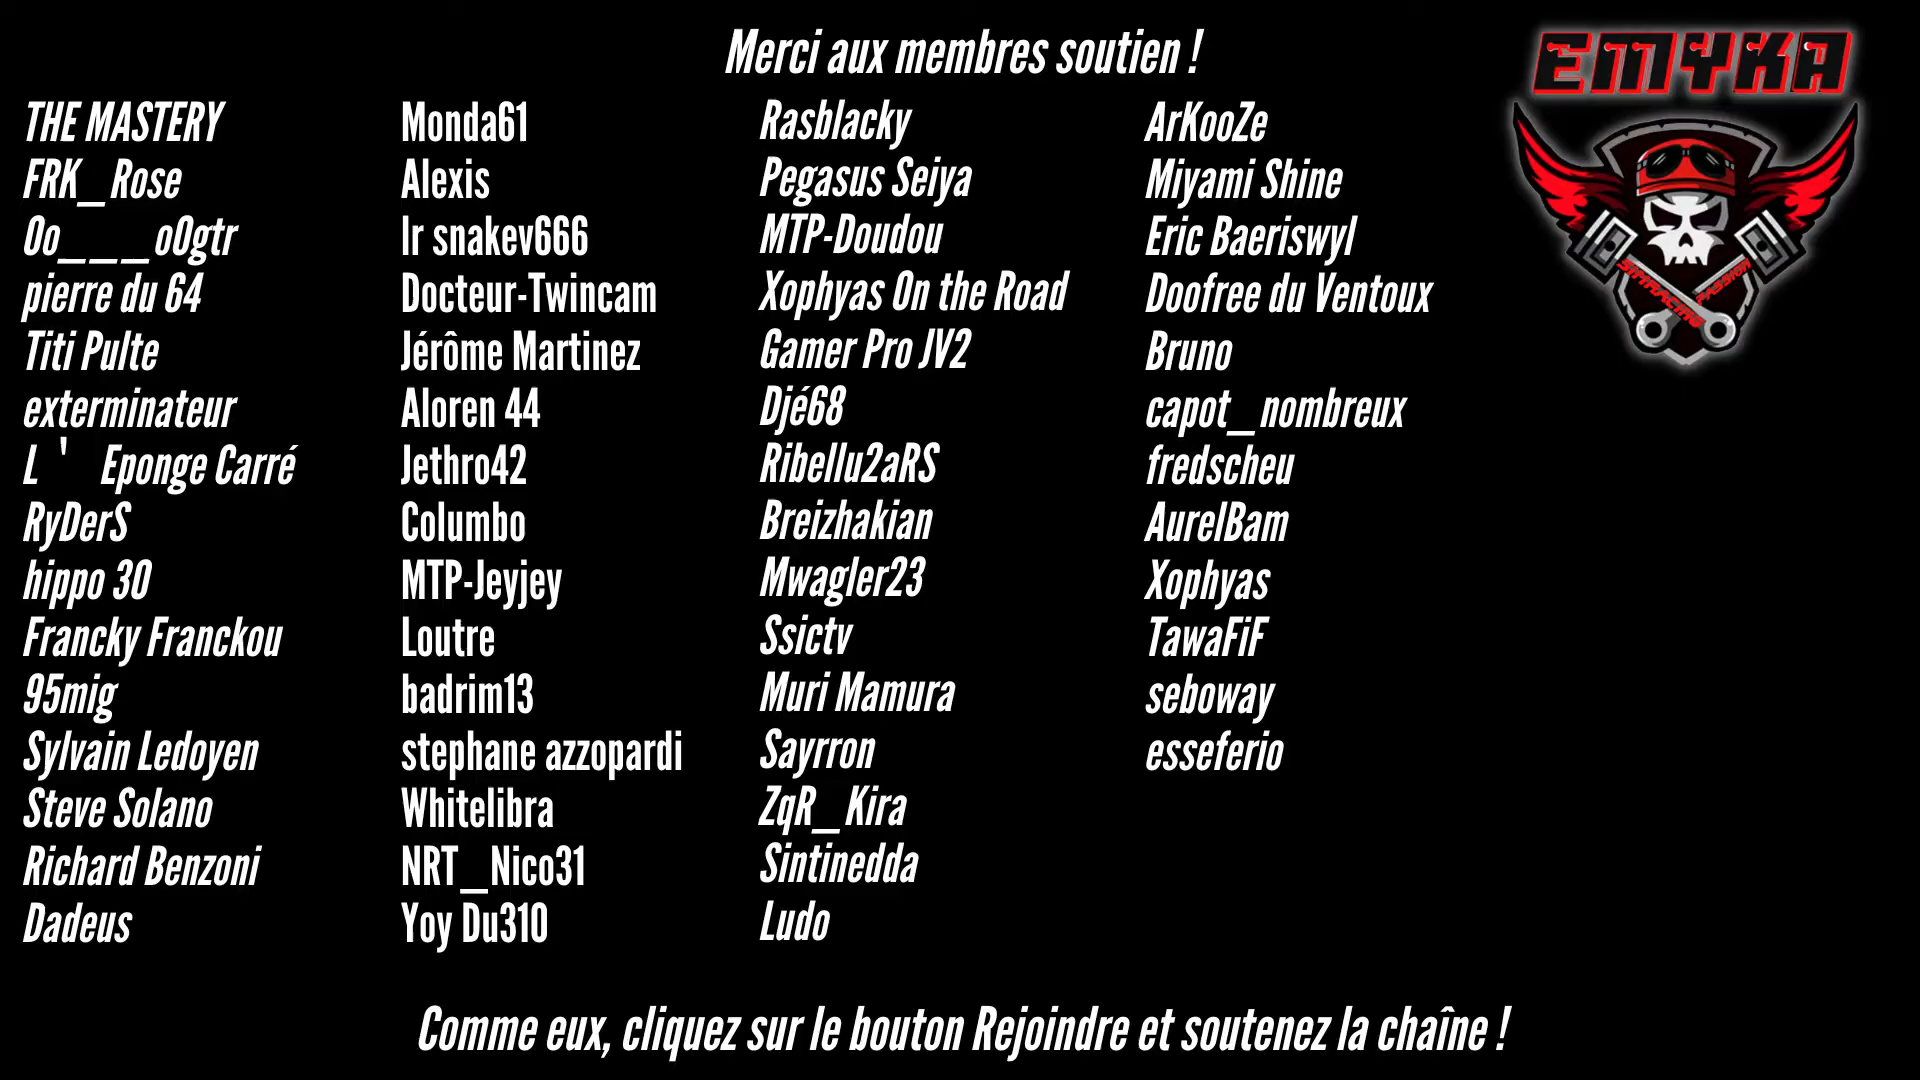 Merci aux membres soutien !
EMYKA
SIMRACING PASSION
THE MASTERY
FRK_Rose
Oo___oOgtr
pierre du 64
Titi Pulte
exterminateur
L ' Eponge Carré
RyDerS
hippo 30
Francky Franckou
95mig
Sylvain Ledoyen
Steve Solano
Richard Benzoni
Dadeus
Monda61
Alexis
Ir snakev666
Docteur-Twincam
Jérôme Martinez
Aloren 44
Jethro42
Columbo
MTP-Jeyjey
Loutre
badrim13
stephane azzopardi
Whitelibra
NRT_Nico31
Yoy Du310
Rasblacky
Pegasus Seiya
MTP-Doudou
Xophyas On the Road
Gamer Pro JV2
Djé68
Ribellu2aRS
Breizhakian
Mwagler23
Ssictv
Muri Mamura
Sayrron
ZqR_Kira
Sintinedda
Ludo
ArKooZe
Miyami Shine
Eric Baeriswyl
Doofree du Ventoux
Bruno
capot_nombreux
fredscheu
AurelBam
Xophyas
TawaFiF
seboway
esseferio
Comme eux, cliquez sur le bouton Rejoindre et soutenez la chaîne !